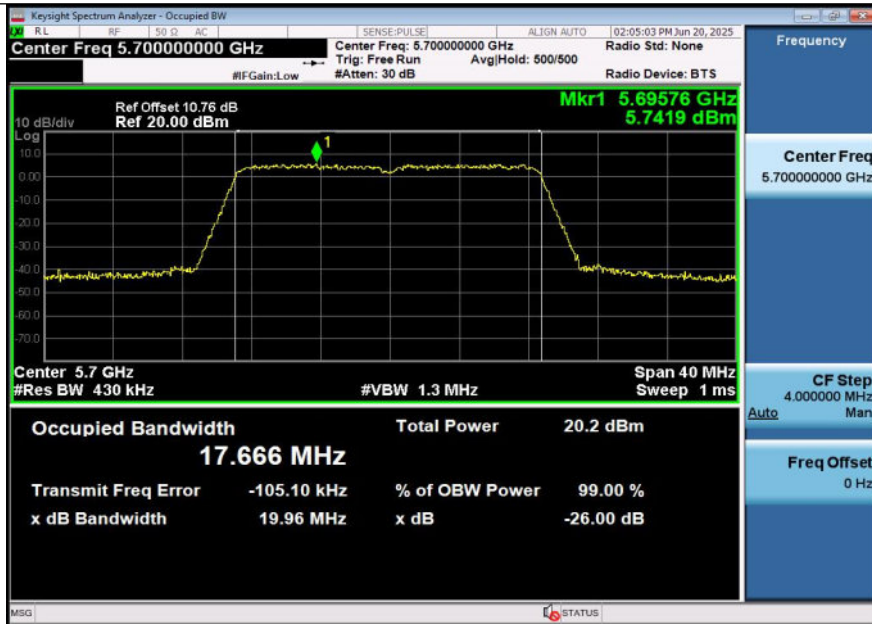 Keysight Spectrum Analyzer - Occupied BW
RL RF 50 Ω AC SENSE:PULSE ALIGN AUTO 02:05:03 PM Jun 20, 2025
Center Freq 5.700000000 GHz
Center Freq: 5.700000000 GHz Radio Std: None
Trig: Free Run Avg|Hold: 500/500
#IFGain:Low #Atten: 30 dB Radio Device: BTS
Frequency
Mkr1 5.69576 GHz
5.7419 dBm
Ref Offset 10.76 dB
10 dB/div Ref 20.00 dBm
Log
1
10.0
0.00
-10.0
-20.0
-30.0
-40.0
-50.0
-60.0
-70.0
Center 5.7 GHz Span 40 MHz
#Res BW 430 kHz #VBW 1.3 MHz Sweep 1 ms
Center Freq
5.700000000 GHz
CF Step
4.000000 MHz
Auto Man
Freq Offset
0 Hz
Occupied Bandwidth Total Power 20.2 dBm
17.666 MHz
Transmit Freq Error -105.10 kHz % of OBW Power 99.00 %
x dB Bandwidth 19.96 MHz x dB -26.00 dB
MSG STATUS